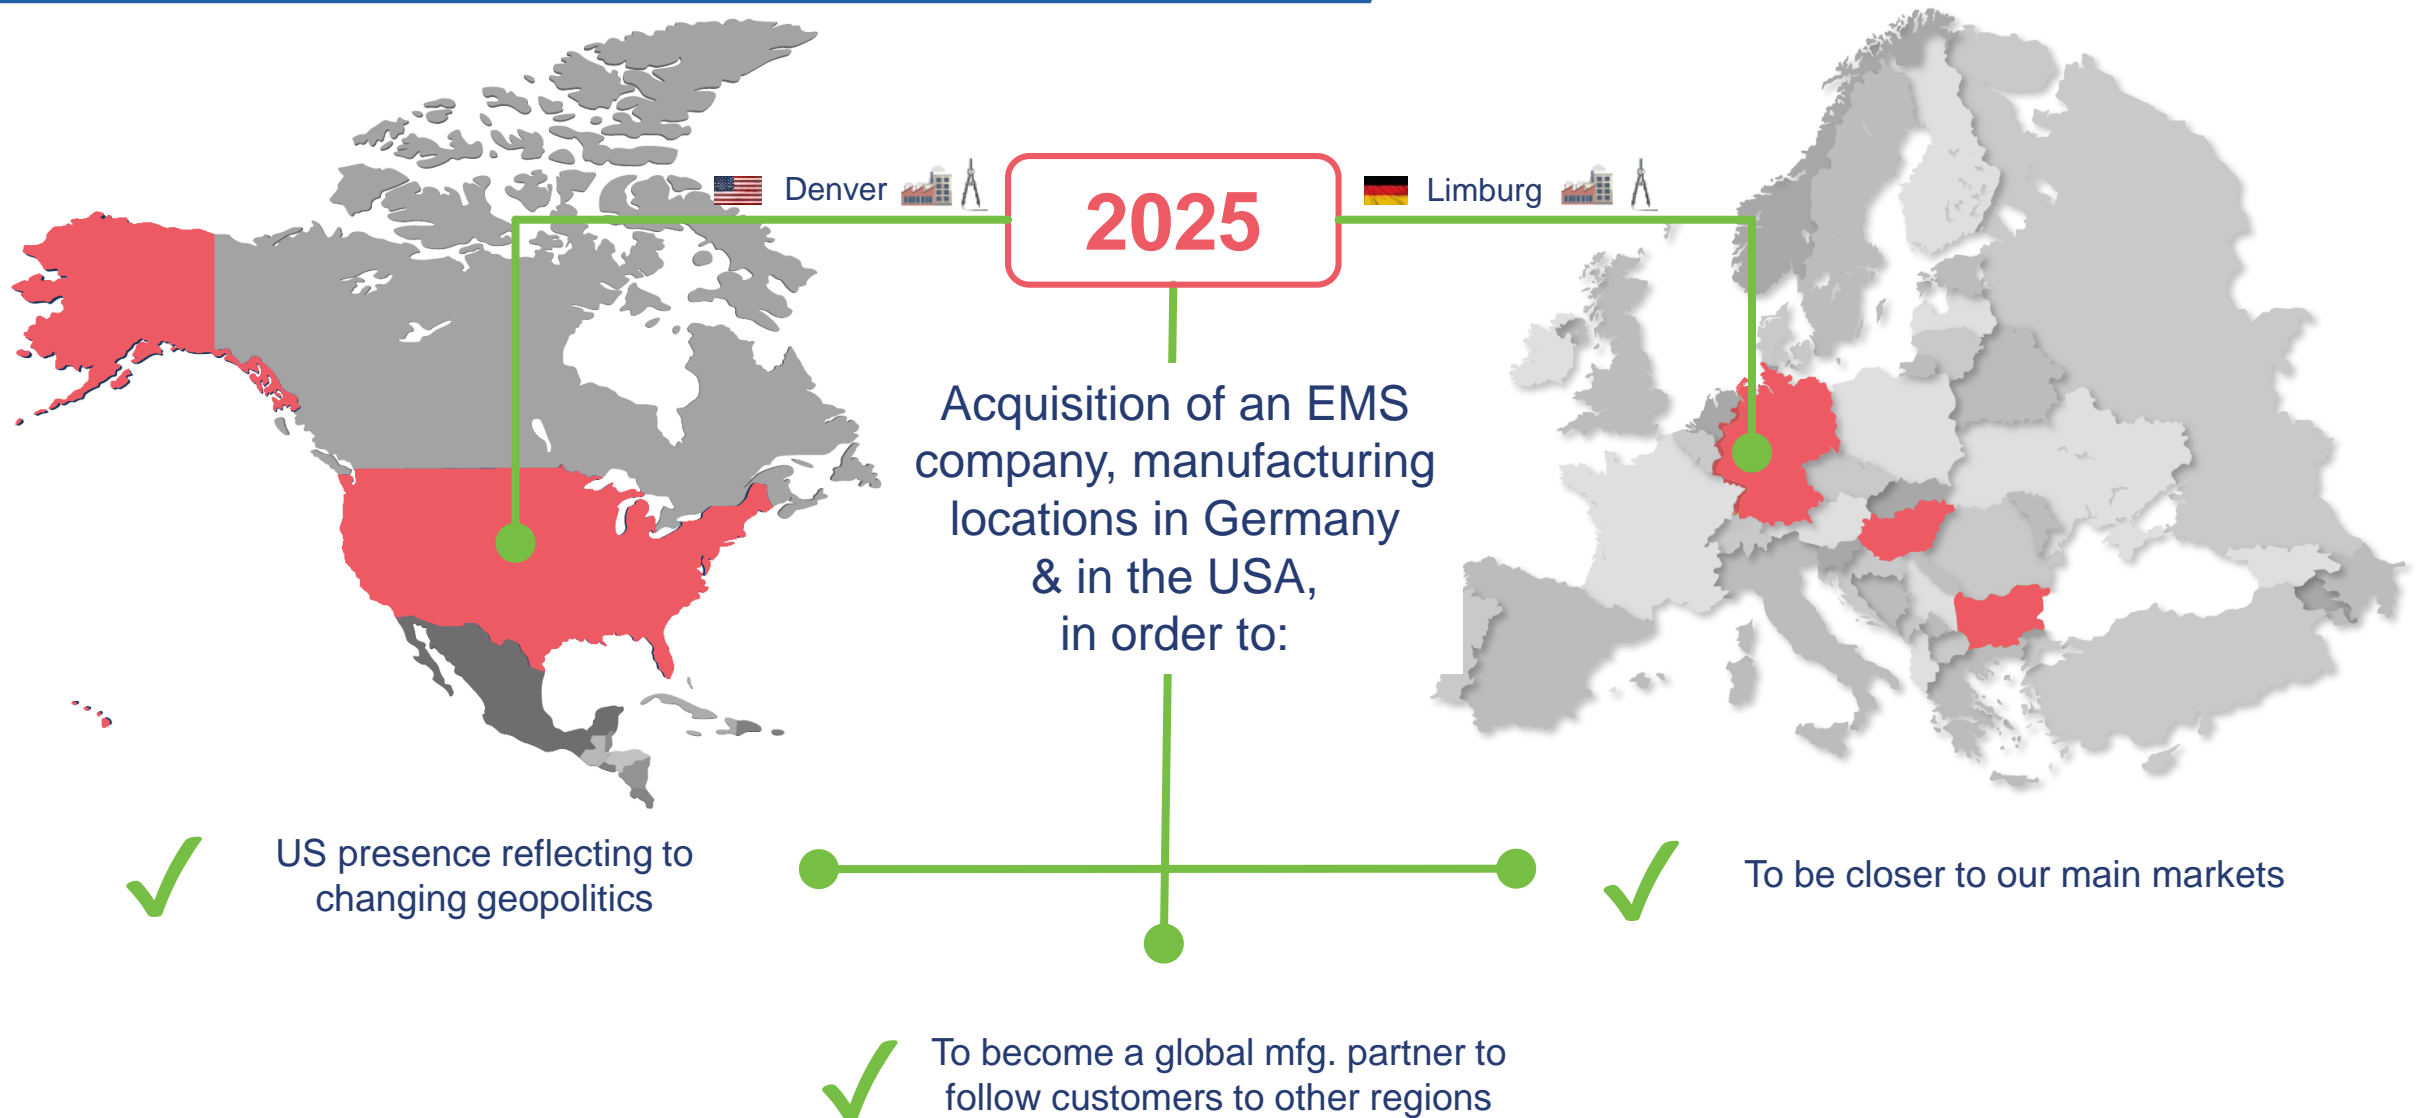 Denver
2025
Limburg
Acquisition of an EMS
company, manufacturing
locations in Germany
& in the USA,
in order to:
US presence reflecting to
changing geopolitics
To be closer to our main markets
To become a global mfg. partner to
follow customers to other regions